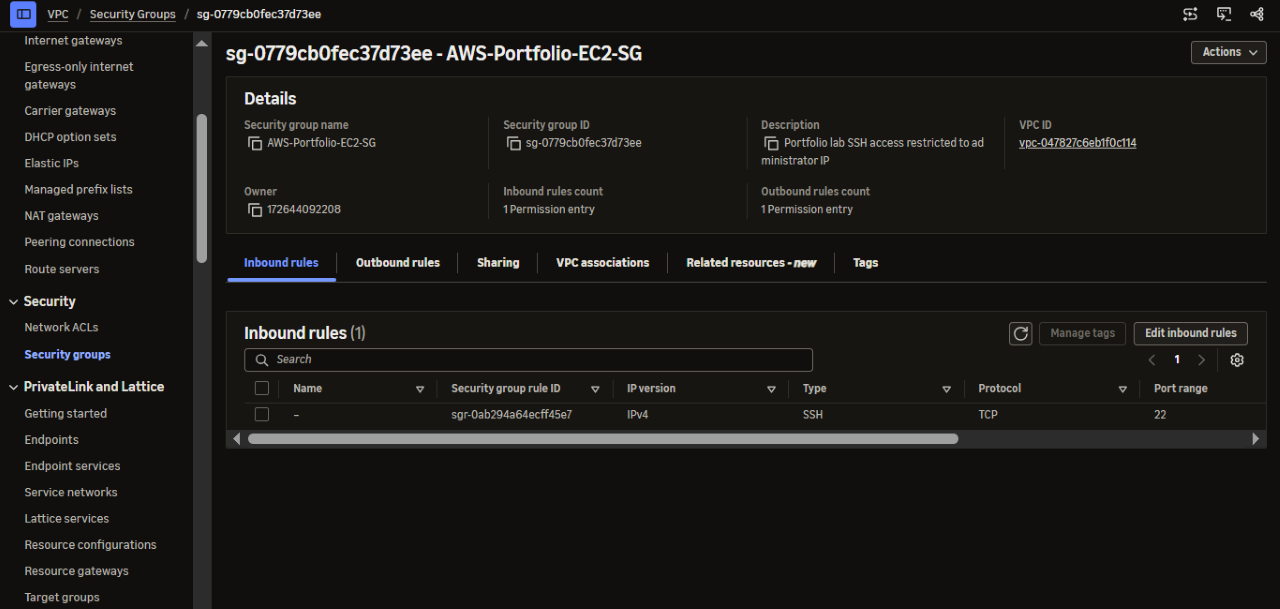 VPC / Security Groups / sg-0779cb0fec37d73ee
Internet gateways
Egress-only internet
gateways
Carrier gateways
DHCP option sets
Elastic IPs
Managed prefix lists
NAT gateways
Peering connections
Route servers
Security
Network ACLs
Security groups
PrivateLink and Lattice
Getting started
Endpoints
Endpoint services
Service networks
Lattice services
Resource configurations
Resource gateways
Target groups
sg-0779cb0fec37d73ee - AWS-Portfolio-EC2-SG
Actions
Details
Security group name
AWS-Portfolio-EC2-SG
Security group ID
sg-0779cb0fec37d73ee
Description
Portfolio lab SSH access restricted to ad
ministrator IP
VPC ID
vpc-047827c6eb1f0c114
Owner
172644092208
Inbound rules count
1 Permission entry
Outbound rules count
1 Permission entry
Inbound rules Outbound rules Sharing VPC associations Related resources - new Tags
Inbound rules (1)
Manage tags
Edit inbound rules
Search
1
Name Security group rule ID IP version Type Protocol Port range
– sgr-0ab294a64ecff45e7 IPv4 SSH TCP 22